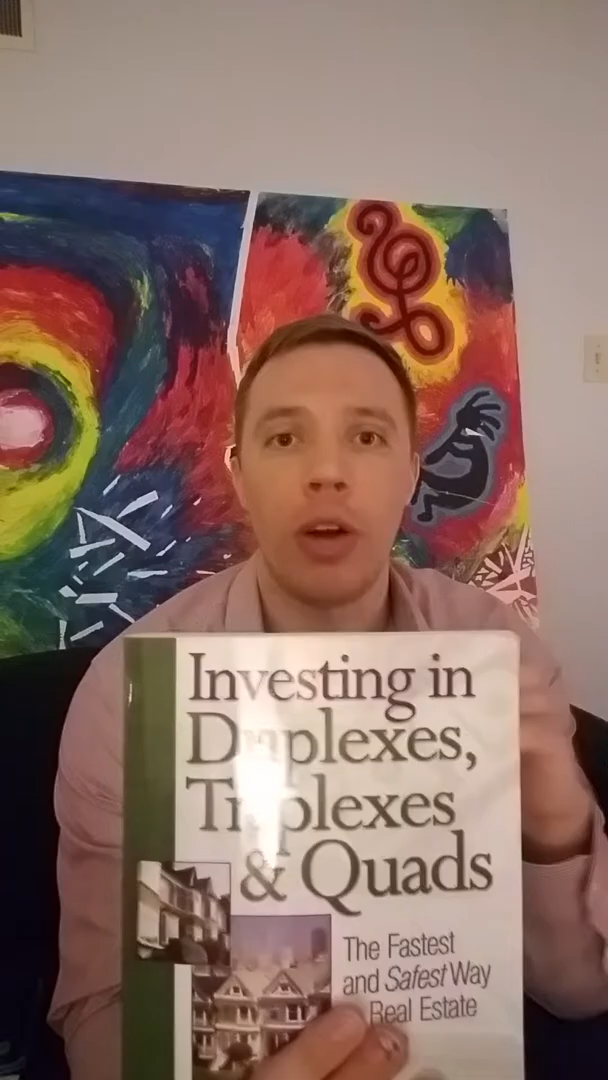 Investing in
Duplexes,
Triplexes
& Quads
The Fastest
and Safest Way
Real Estate